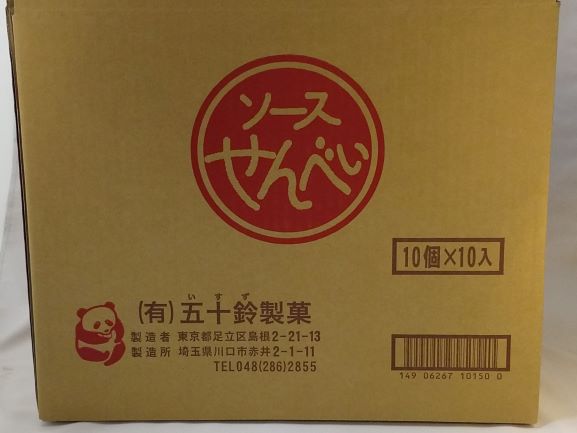 ソース
せんべい
10個×10入
いすず
(有)五十鈴製菓
製造者 東京都足立区島根2-21-13
製造所 埼玉県川口市赤井2-1-11
TEL048(286)2855
149 06267 10150 0